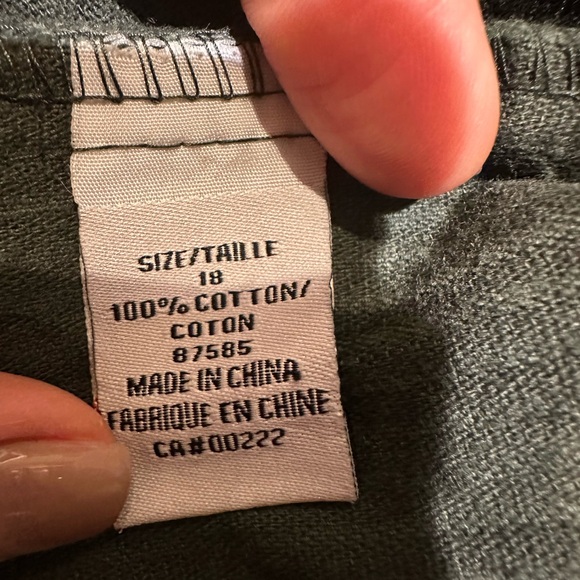 SIZE/TAILLE
18
100% COTTON/
COTON
87585
MADE IN CHINA
FABRIQUE EN CHINE
CA#00222